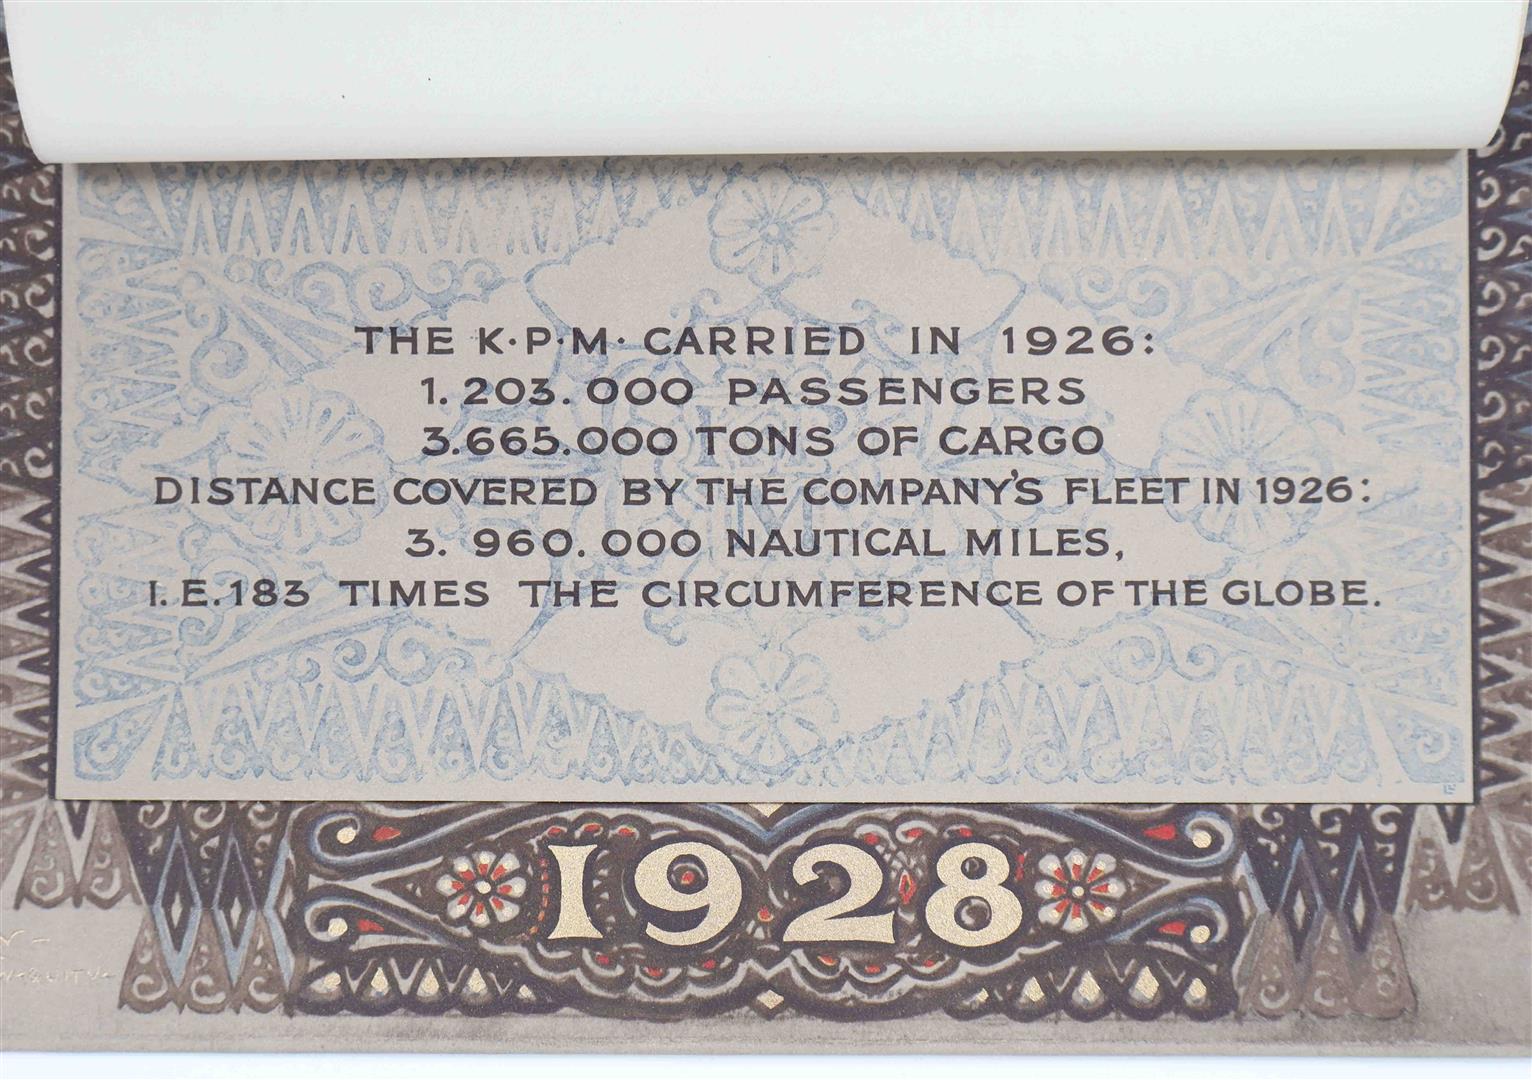 THE K·P·M· CARRIED IN 1926:
1.203.000 PASSENGERS
3.665.000 TONS OF CARGO
DISTANCE COVERED BY THE COMPANY'S FLEET IN 1926:
3. 960.000 NAUTICAL MILES,
I.E.183 TIMES THE CIRCUMFERENCE OF THE GLOBE.
1928